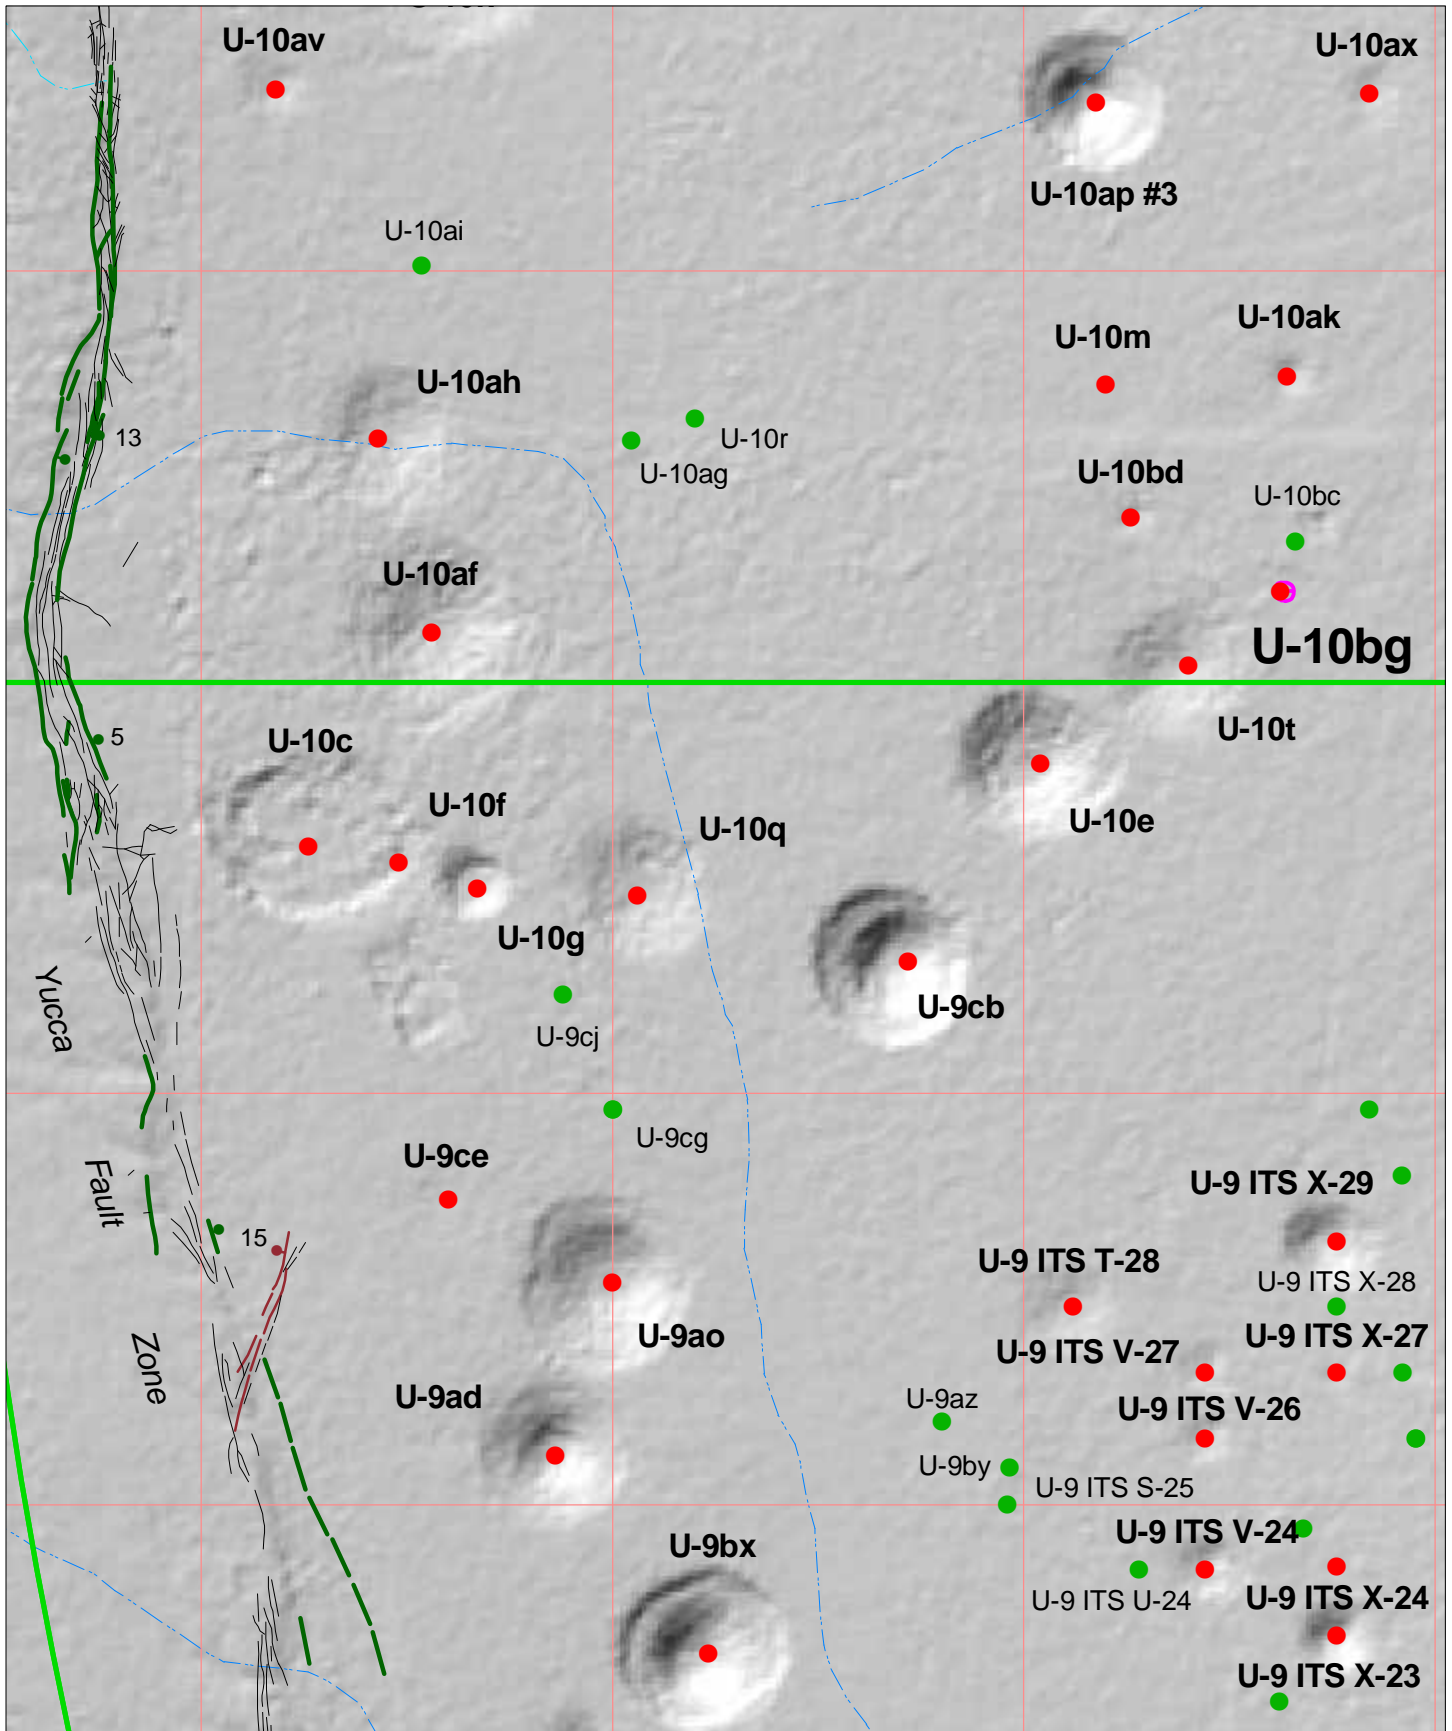 U-10av
U-10ax
U-10ap #3
U-10ai
U-10ak
U-10m
U-10ah
13
U-10r
U-10ag
U-10bd
U-10bc
U-10af
U-10bg
5
U-10c
U-10t
U-10f
U-10e
U-10q
U-10g
Yucca
U-9cb
U-9cj
U-9cg
U-9ce
Fault
U-9 ITS X-29
15
U-9 ITS T-28
U-9 ITS X-28
U-9ao
U-9 ITS X-27
U-9 ITS V-27
Zone
U-9ad
U-9az
U-9 ITS V-26
U-9by
U-9 ITS S-25
U-9 ITS V-24
U-9bx
U-9 ITS U-24
U-9 ITS X-24
U-9 ITS X-23